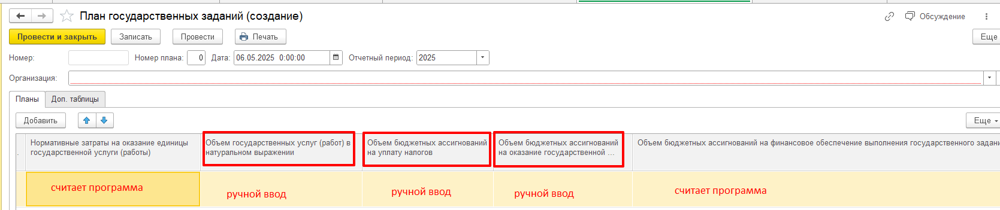 План государственных заданий (создание)
Обсуждение
Провести и закрыть
Записать
Провести
Печать
Еще
Номер:
Номер плана: 0
Дата: 06.05.2025 0:00:00
Отчетный период: 2025
Организация:
Планы
Доп. таблицы
Добавить
Еще
Нормативные затраты на оказание единицы
государственной услуги (работы)
Объем государственных услуг (работ) в
натуральном выражении
Объем бюджетных ассигнований
на уплату налогов
Объем бюджетных ассигнований
на оказание государственной ...
Объем бюджетных ассигнований на финансовое обеспечение выполнения государственного задани
считает программа
ручной ввод
ручной ввод
ручной ввод
считает программа